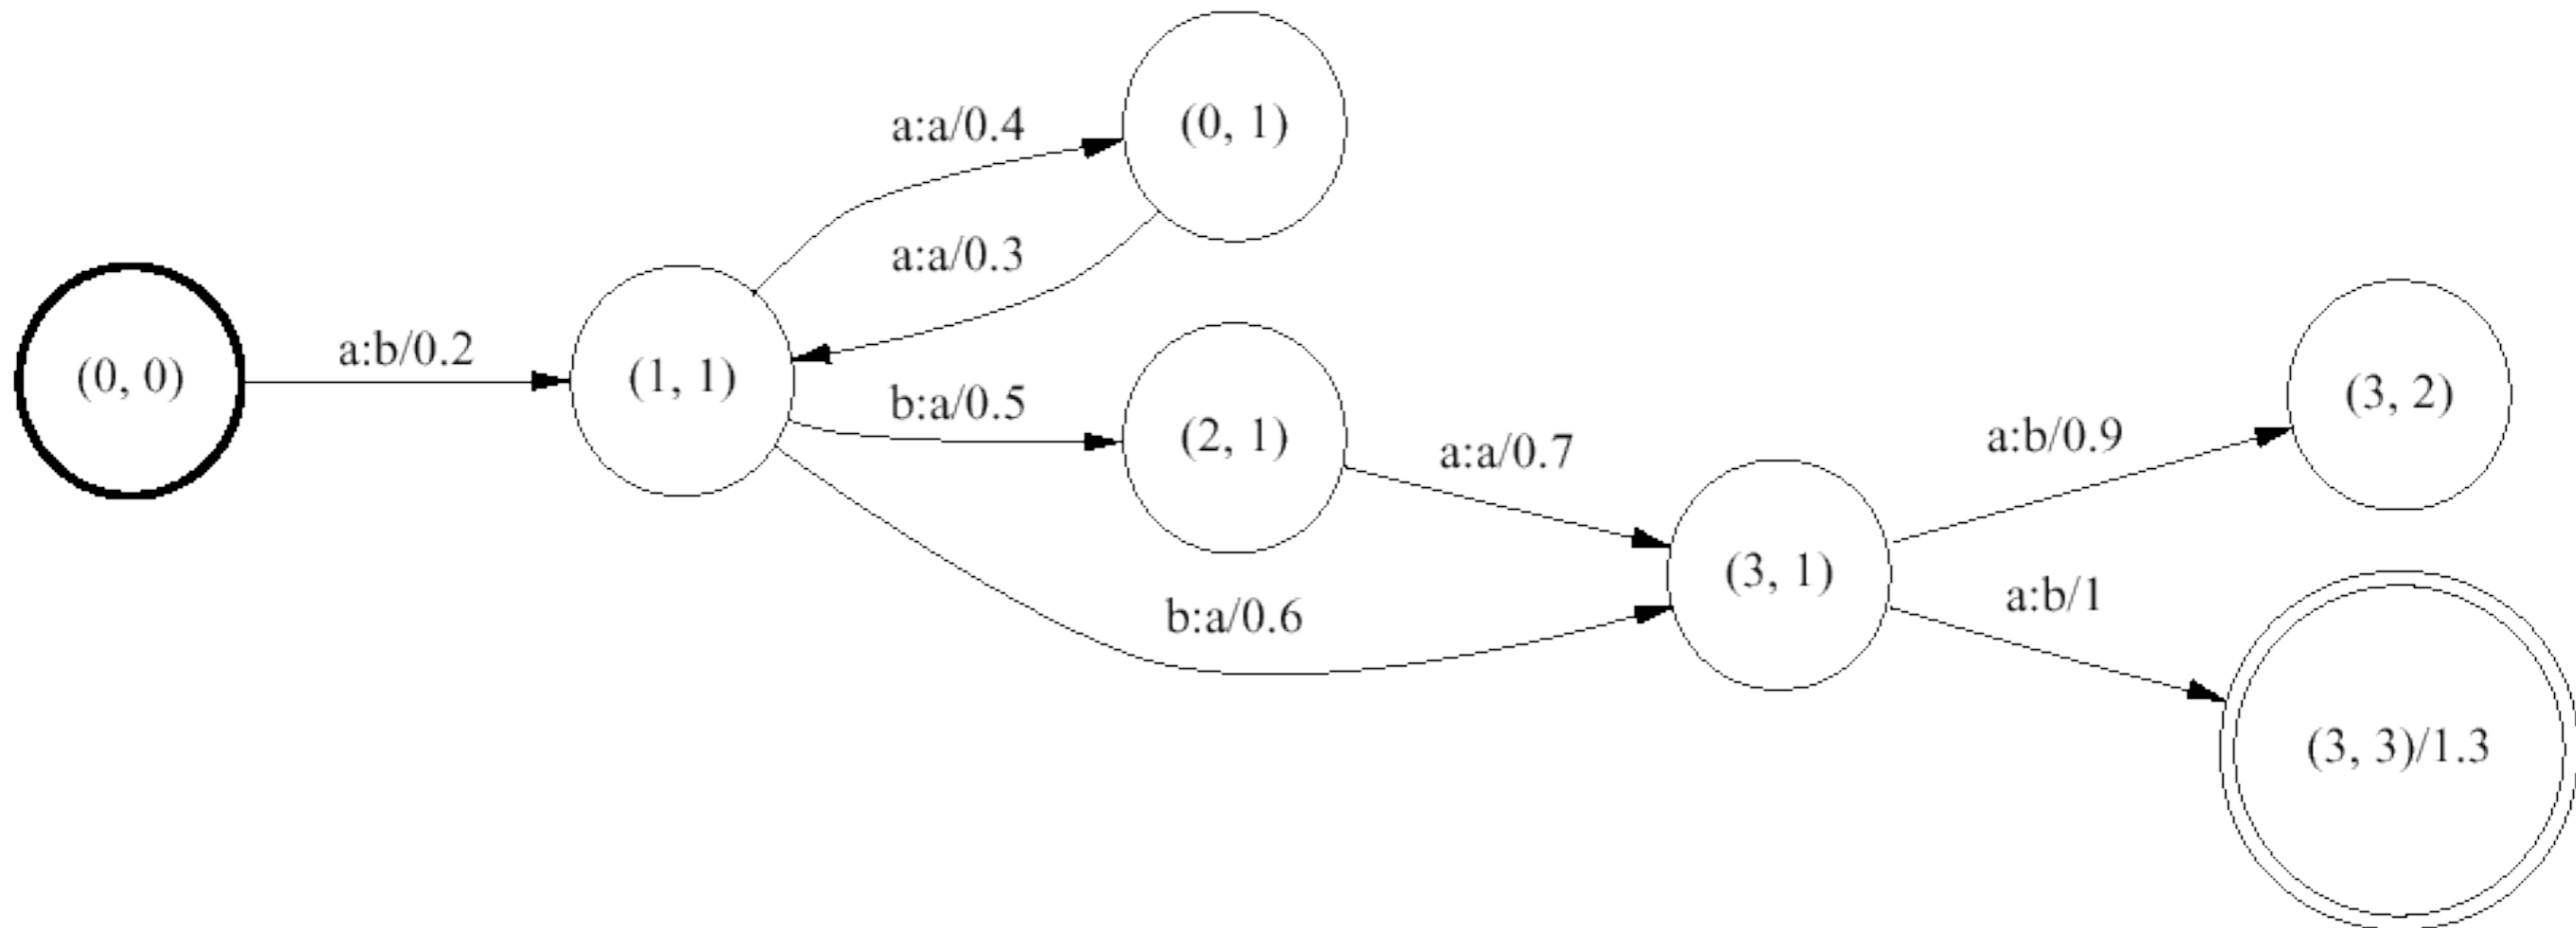 (0, 1)
a:a/0.4
a:a/0.3
(0, 0)
a:b/0.2
(1, 1)
b:a/0.5
(2, 1)
a:a/0.7
b:a/0.6
(3, 1)
a:b/0.9
(3, 2)
a:b/1
(3, 3)/1.3